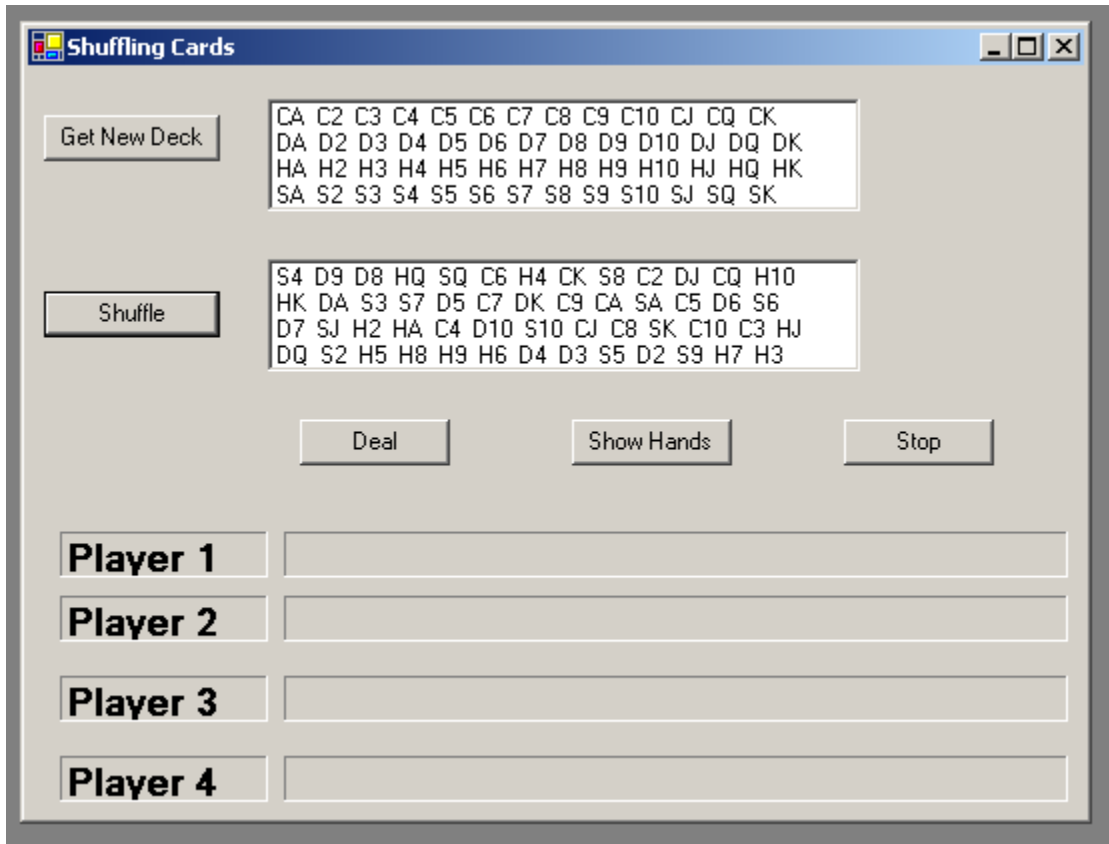 Shuffling Cards
Get New Deck
CA C2 C3 C4 C5 C6 C7 C8 C9 C10 CJ CQ CK
DA D2 D3 D4 D5 D6 D7 D8 D9 D10 DJ DQ DK
HA H2 H3 H4 H5 H6 H7 H8 H9 H10 HJ HQ HK
SA S2 S3 S4 S5 S6 S7 S8 S9 S10 SJ SQ SK
Shuffle
S4 D9 D8 HQ SQ C6 H4 CK S8 C2 DJ CQ H10
HK DA S3 S7 D5 C7 DK C9 CA SA C5 D6 S6
D7 SJ H2 HA C4 D10 S10 CJ C8 SK C10 C3 HJ
DQ S2 H5 H8 H9 H6 D4 D3 S5 D2 S9 H7 H3
Deal Show Hands Stop
Player 1
Player 2
Player 3
Player 4